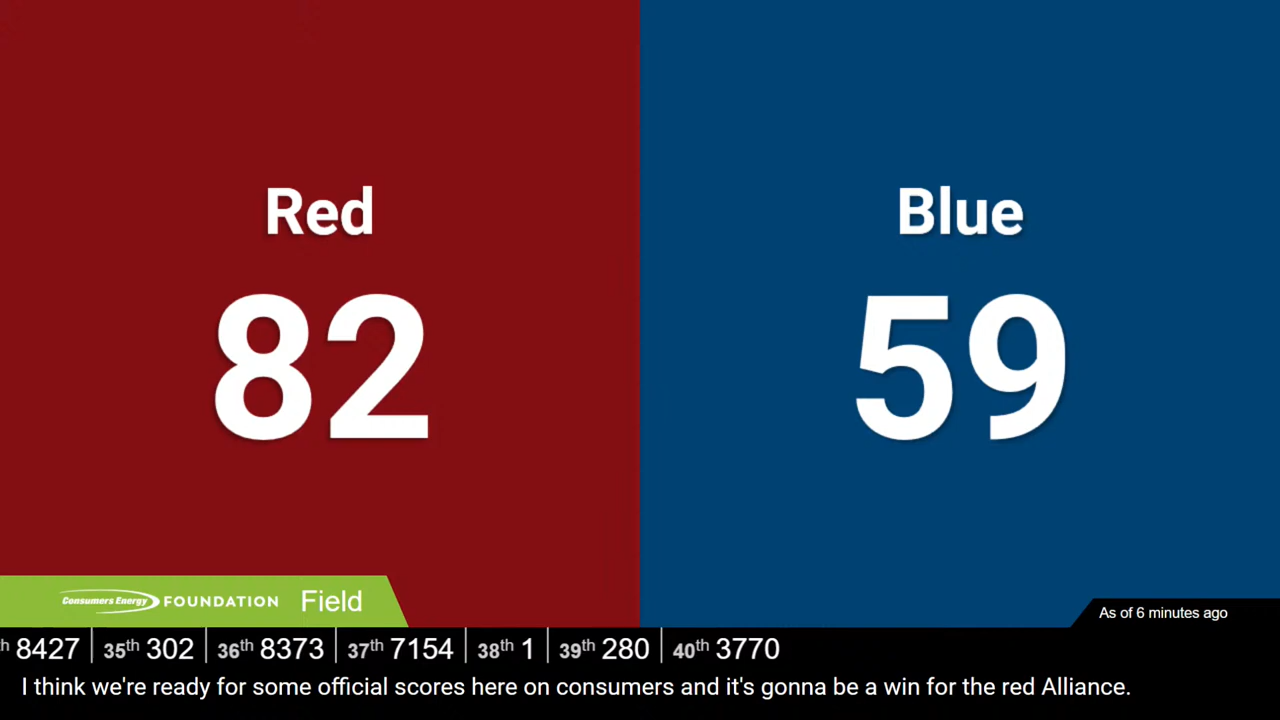 Red
Blue
82
59
Consumers Energy FOUNDATION Field
As of 6 minutes ago
h 8427 35th 302 36th 8373 37th 7154 38th 1 39th 280 40th 3770
I think we're ready for some official scores here on consumers and it's gonna be a win for the red Alliance.